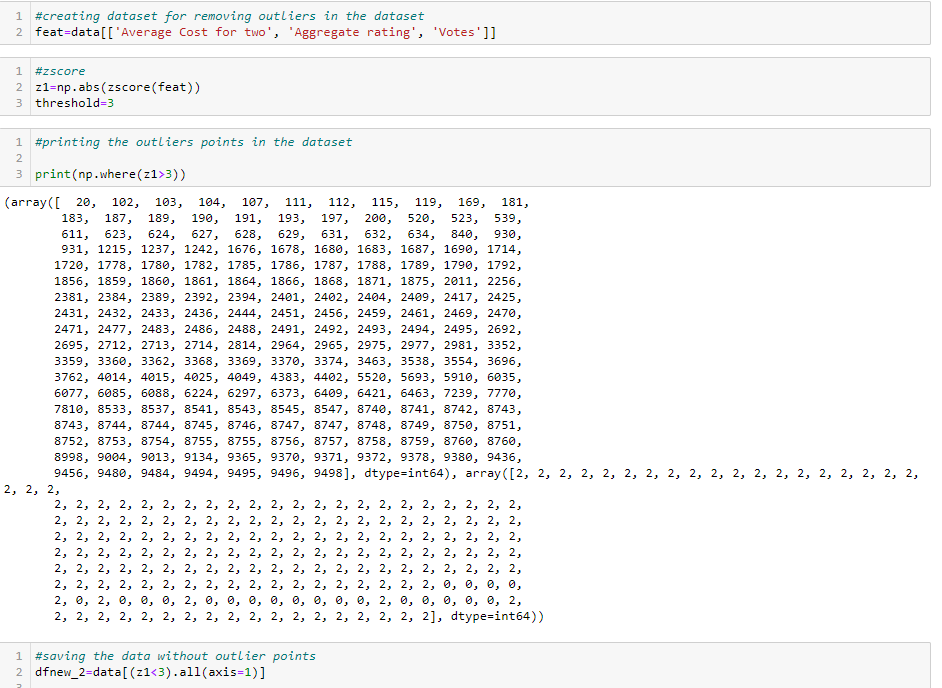 1 #creating dataset for removing outliers in the dataset
2 feat=data[['Average Cost for two', 'Aggregate rating', 'Votes']]
1 #zscore
2 z1=np.abs(zscore(feat))
3 threshold=3
1 #printing the outliers points in the dataset
2
3 print(np.where(z1>3))
(array([ 20, 102, 103, 104, 107, 111, 112, 115, 119, 169, 181,
183, 187, 189, 190, 191, 193, 197, 200, 520, 523, 539,
611, 623, 624, 627, 628, 629, 631, 632, 634, 840, 930,
931, 1215, 1237, 1242, 1676, 1678, 1680, 1683, 1687, 1690, 1714,
1720, 1778, 1780, 1782, 1785, 1786, 1787, 1788, 1789, 1790, 1792,
1856, 1859, 1860, 1861, 1864, 1866, 1868, 1871, 1875, 2011, 2256,
2381, 2384, 2389, 2392, 2394, 2401, 2402, 2404, 2409, 2417, 2425,
2431, 2432, 2433, 2436, 2444, 2451, 2456, 2459, 2461, 2469, 2470,
2471, 2477, 2483, 2486, 2488, 2491, 2492, 2493, 2494, 2495, 2692,
2695, 2712, 2713, 2714, 2814, 2964, 2965, 2975, 2977, 2981, 3352,
3359, 3360, 3362, 3368, 3369, 3370, 3374, 3463, 3538, 3554, 3696,
3762, 4014, 4015, 4025, 4049, 4383, 4402, 5520, 5693, 5910, 6035,
6077, 6085, 6088, 6224, 6297, 6373, 6409, 6421, 6463, 7239, 7770,
7810, 8533, 8537, 8541, 8543, 8545, 8547, 8740, 8741, 8742, 8743,
8743, 8744, 8744, 8745, 8746, 8747, 8747, 8748, 8749, 8750, 8751,
8752, 8753, 8754, 8755, 8755, 8756, 8757, 8758, 8759, 8760, 8760,
8998, 9004, 9013, 9134, 9365, 9370, 9371, 9372, 9378, 9380, 9436,
9456, 9480, 9484, 9494, 9495, 9496, 9498], dtype=int64), array([2, 2, 2, 2, 2, 2, 2, 2, 2, 2, 2, 2, 2, 2, 2, 2, 2, 2, 2,
2, 2, 2,
2, 2, 2, 2, 2, 2, 2, 2, 2, 2, 2, 2, 2, 2, 2, 2, 2, 2, 2, 2, 2, 2,
2, 2, 2, 2, 2, 2, 2, 2, 2, 2, 2, 2, 2, 2, 2, 2, 2, 2, 2, 2, 2, 2,
2, 2, 2, 2, 2, 2, 2, 2, 2, 2, 2, 2, 2, 2, 2, 2, 2, 2, 2, 2, 2, 2,
2, 2, 2, 2, 2, 2, 2, 2, 2, 2, 2, 2, 2, 2, 2, 2, 2, 2, 2, 2, 2, 2,
2, 2, 2, 2, 2, 2, 2, 2, 2, 2, 2, 2, 2, 2, 2, 2, 2, 2, 2, 2, 2, 2,
2, 2, 2, 2, 2, 2, 2, 2, 2, 2, 2, 2, 2, 2, 2, 2, 2, 2, 0, 0, 0, 0,
2, 0, 2, 0, 0, 0, 2, 0, 0, 0, 0, 0, 0, 0, 0, 2, 0, 0, 0, 0, 0, 2,
2, 2, 2, 2, 2, 2, 2, 2, 2, 2, 2, 2, 2, 2, 2, 2, 2, 2], dtype=int64))
1 #saving the data without outlier points
2 dfnew_2=data[(z1<3).all(axis=1)]